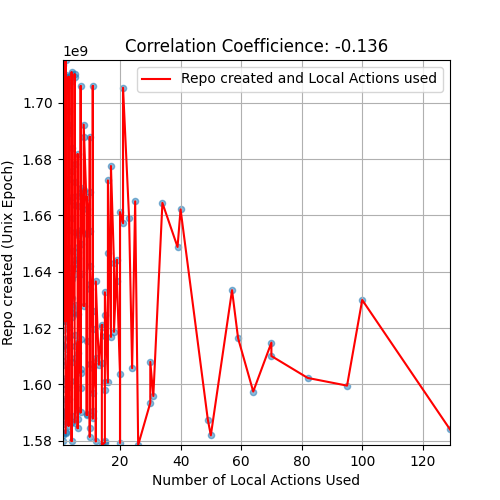 Correlation Coefficience: -0.136
1e9
Repo created and Local Actions used
1.70
1.68
1.66
1.64
1.62
1.60
1.58
Repo created (Unix Epoch)
20
40
60
80
100
120
Number of Local Actions Used